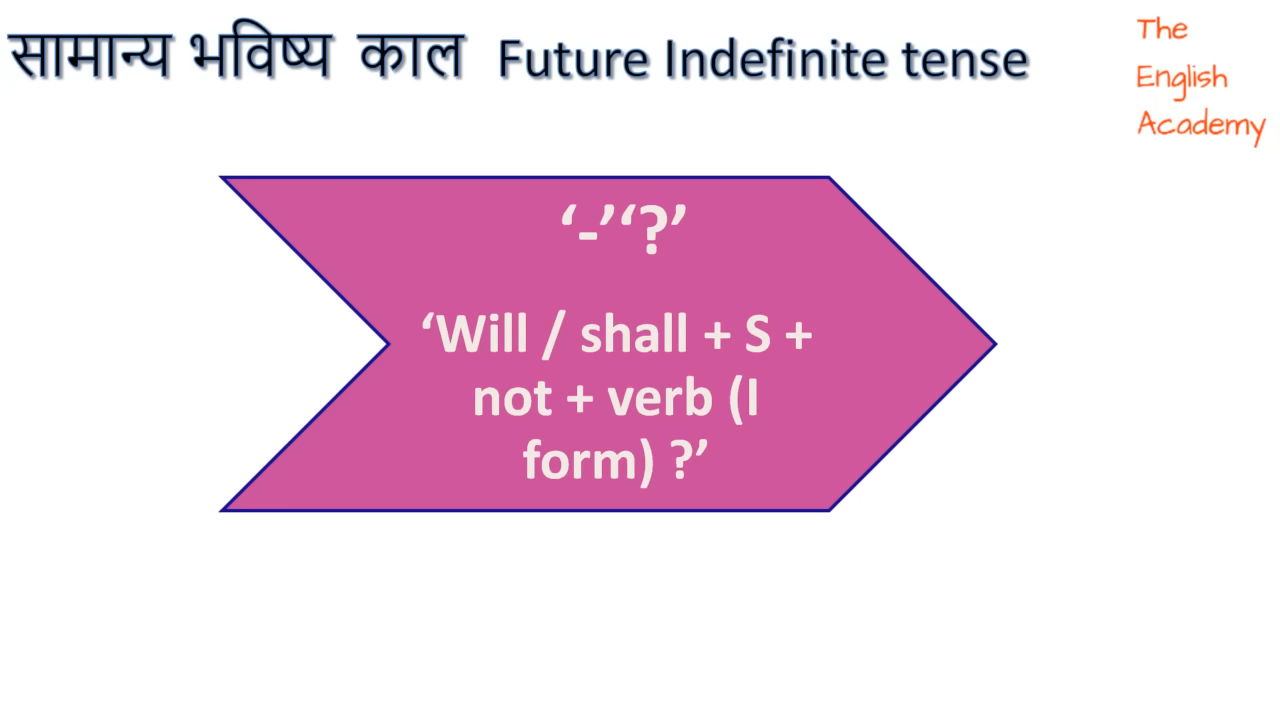 सामान्य भविष्य काल Future Indefinite tense
The
English
Academy
‘-’‘?’
‘Will / shall + S +
not + verb (I
form) ?’